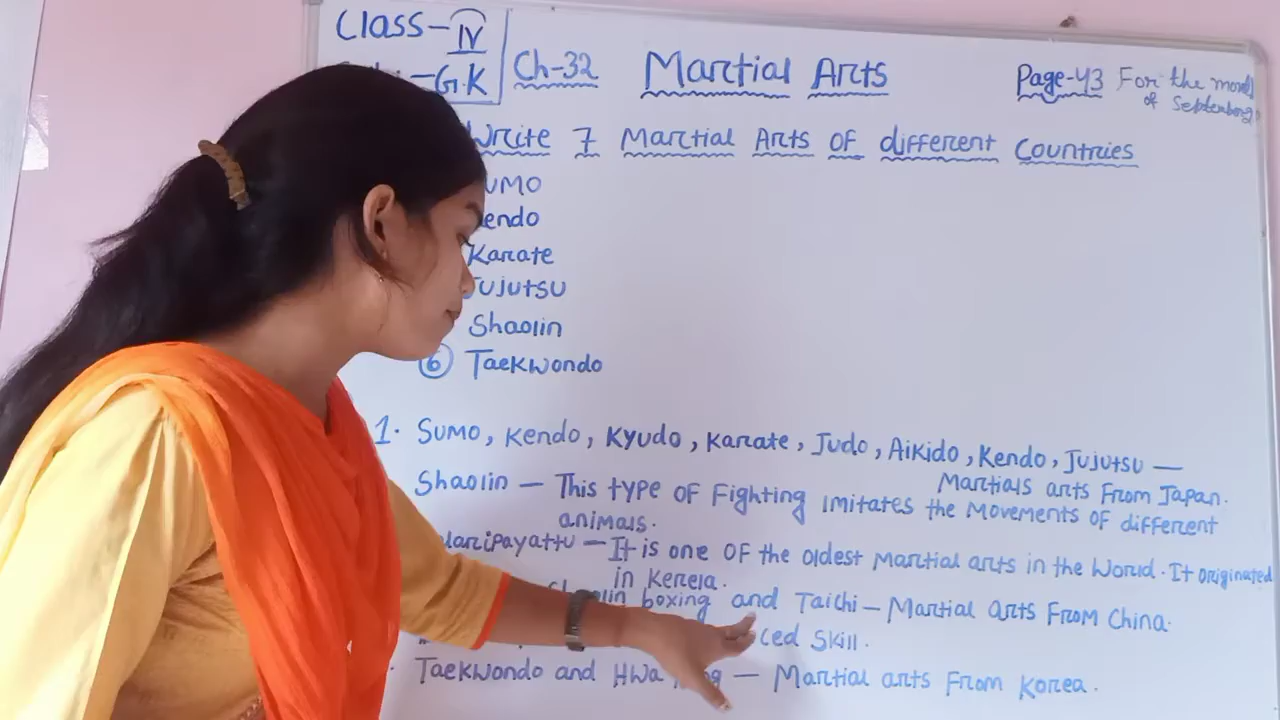 Class - IV
G.K
Ch-32
Martial Arts
Page-43 For the
of September
Write 7 Martial Arts of different Countries
Karate
Shaolin
6 Taekwondo
1. Sumo, Kendo, Kyudo, Karate, Judo, Aikido, Kendo, Jujutsu —
Martials arts From Japan.
Shaolin — This type of Fighting imitates the movements of different
animals.
— It is one of the oldest Martial arts in the World. It originated
in Kerela.
boxing and Taichi — Martial arts From China.
Skill.
Taekwondo and Hwa — Martial arts From Korea.